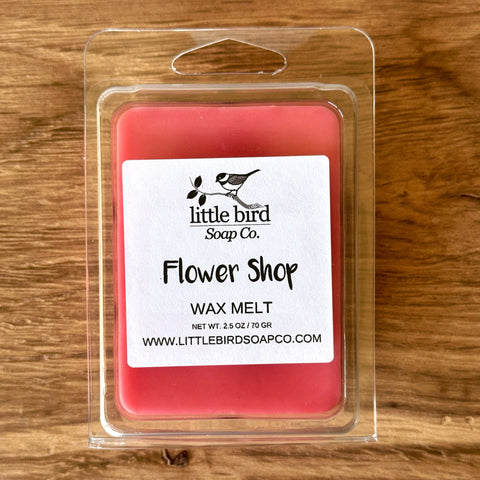 little bird
Soap Co.
Flower Shop
WAX MELT
NET WT. 2.5 OZ / 70 GR
WWW.LITTLEBIRDSOAPCO.COM